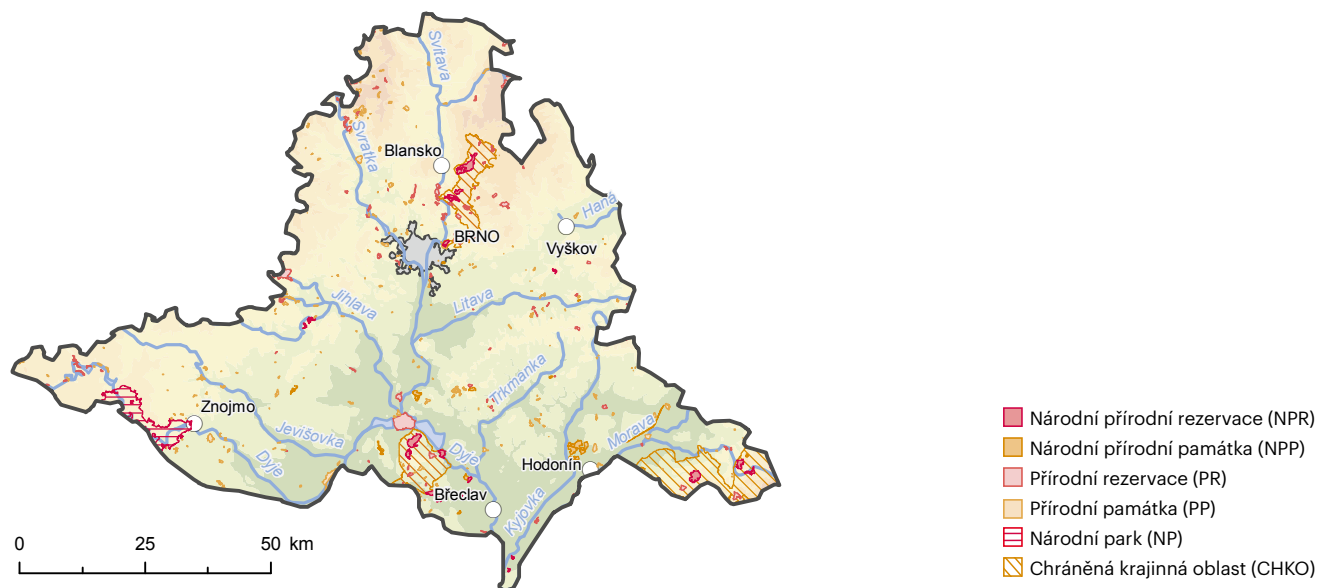 Svitava
Svratka
Blansko
Haná
BRNO
Vyškov
Jihlava
Litava
Trkmanka
Znojmo
Jevišovka
Morava
Dyje
Dyje
Hodonín
Břeclav
Kyjovka
0 25 50 km
Národní přírodní rezervace (NPR)
Národní přírodní památka (NPP)
Přírodní rezervace (PR)
Přírodní památka (PP)
Národní park (NP)
Chráněná krajinná oblast (CHKO)